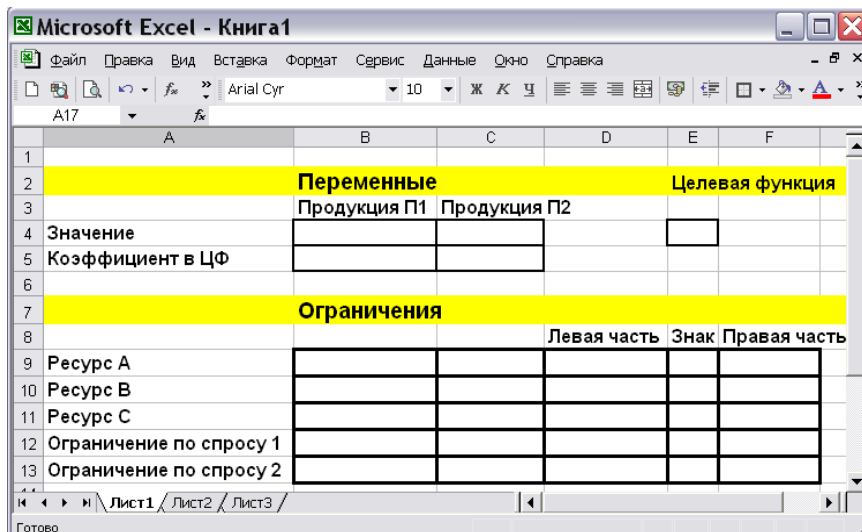 Microsoft Excel - Книга1
Файл Правка Вид Вставка Формат Сервис Данные Окно Справка
Arial Cyr 10 Ж К Ч
A17 fx
A B C D E F
1
2 Переменные Целевая функция
3 Продукция П1 Продукция П2
4 Значение
5 Коэффициент в ЦФ
6
7 Ограничения
8 Левая часть Знак Правая часть
9 Ресурс А
10 Ресурс В
11 Ресурс С
12 Ограничение по спросу 1
13 Ограничение по спросу 2
Лист1 Лист2 Лист3
Готово